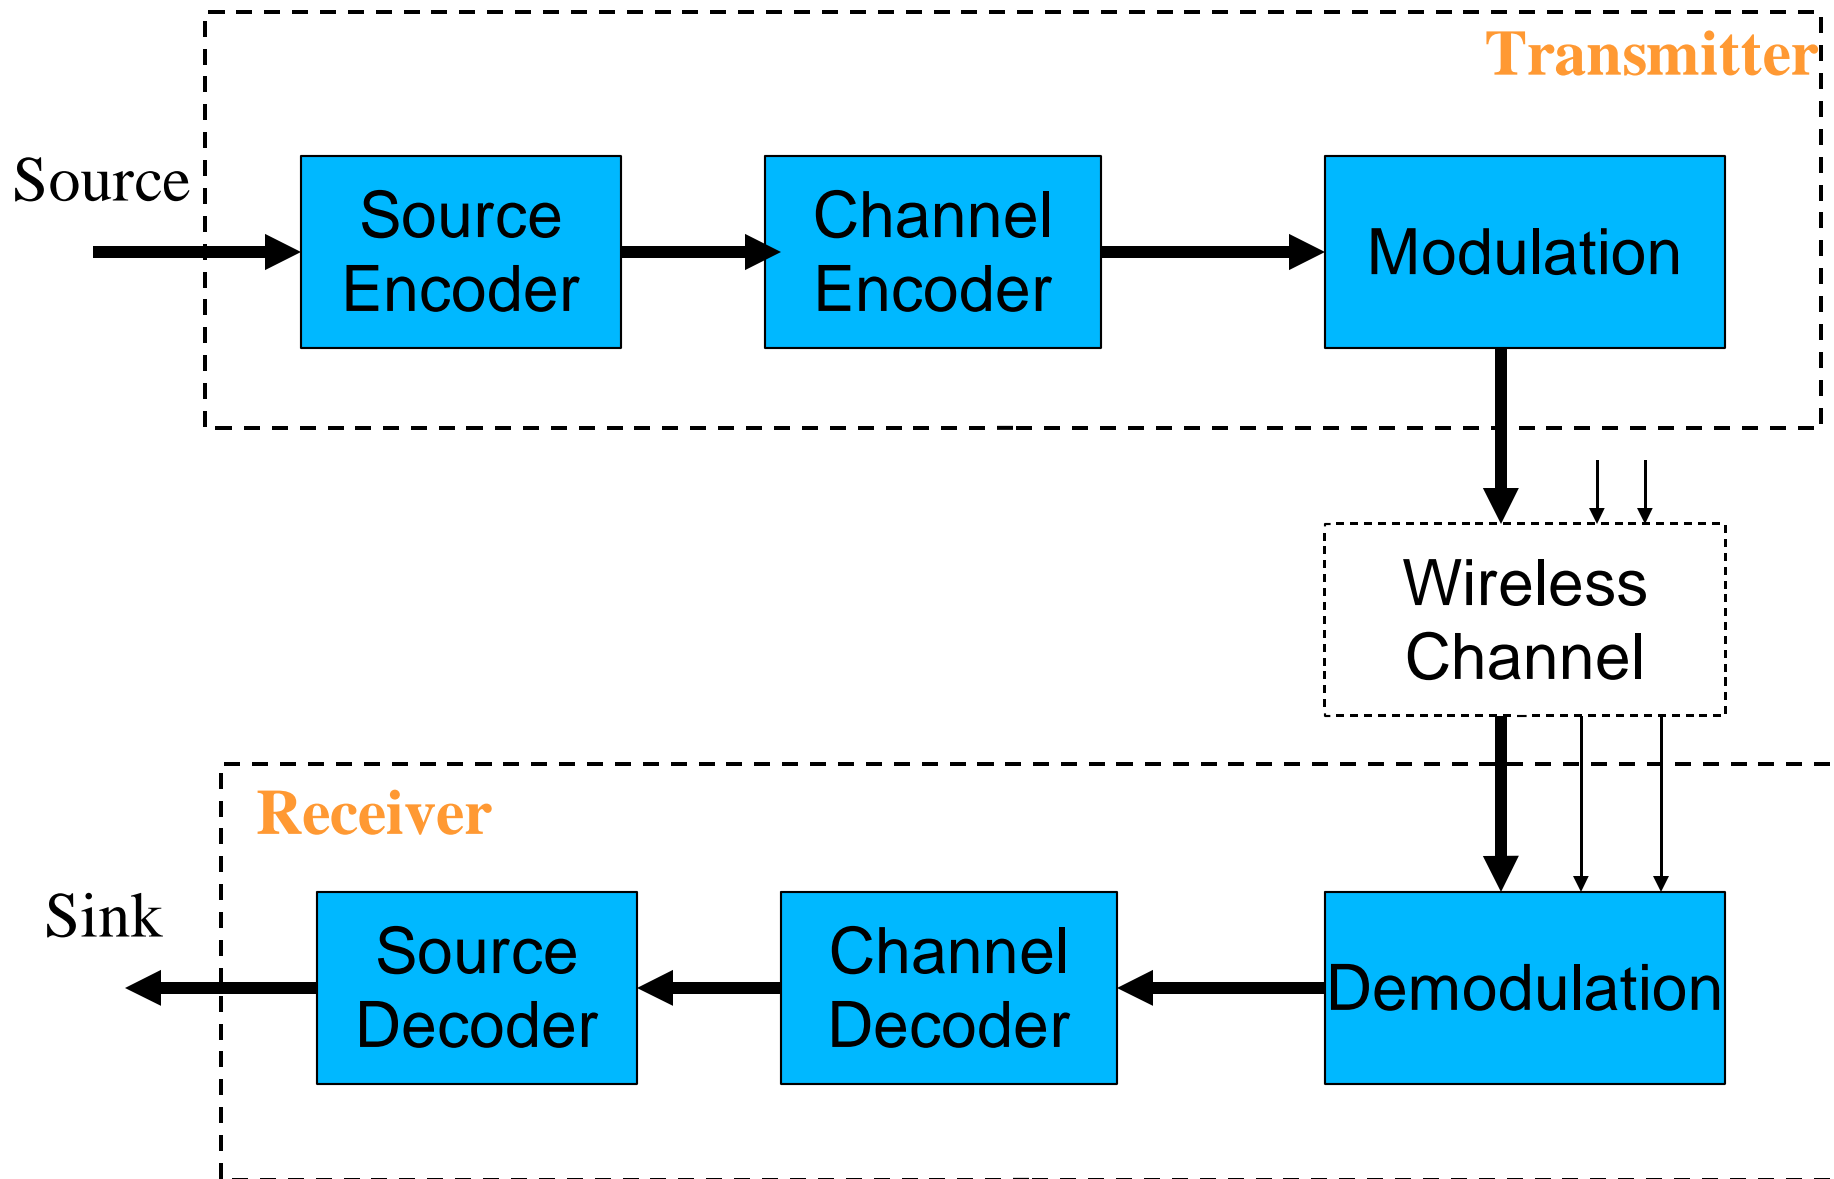 Transmitter
Source
Source
Encoder
Channel
Encoder
Modulation
Wireless
Channel
Receiver
Sink
Source
Decoder
Channel
Decoder
Demodulation